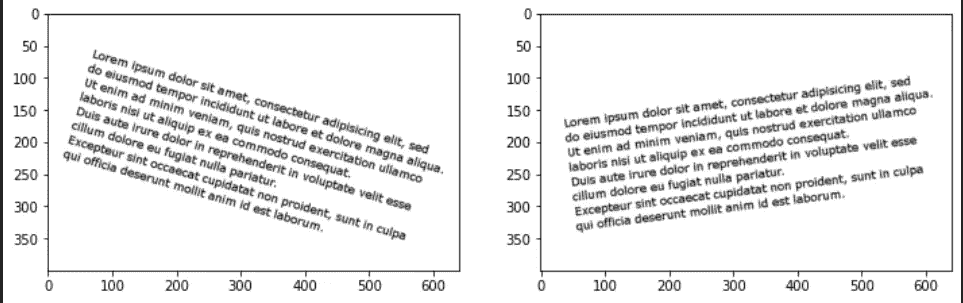 0
50
100
150
200
250
300
350
Lorem ipsum dolor sit amet, consectetur adipisicing elit, sed
do eiusmod tempor incididunt ut labore et dolore magna aliqua.
Ut enim ad minim veniam, quis nostrud exercitation ullamco
laboris nisi ut aliquip ex ea commodo consequat.
Duis aute irure dolor in reprehenderit in voluptate velit esse
cillum dolore eu fugiat nulla pariatur.
Excepteur sint occaecat cupidatat non proident, sunt in culpa
qui officia deserunt mollit anim id est laborum.
0 100 200 300 400 500 600
0
50
100
150
200
250
300
350
Lorem ipsum dolor sit amet, consectetur adipisicing elit, sed
do eiusmod tempor incididunt ut labore et dolore magna aliqua.
Ut enim ad minim veniam, quis nostrud exercitation ullamco
laboris nisi ut aliquip ex ea commodo consequat.
Duis aute irure dolor in reprehenderit in voluptate velit esse
cillum dolore eu fugiat nulla pariatur.
Excepteur sint occaecat cupidatat non proident, sunt in culpa
qui officia deserunt mollit anim id est laborum.
0 100 200 300 400 500 600